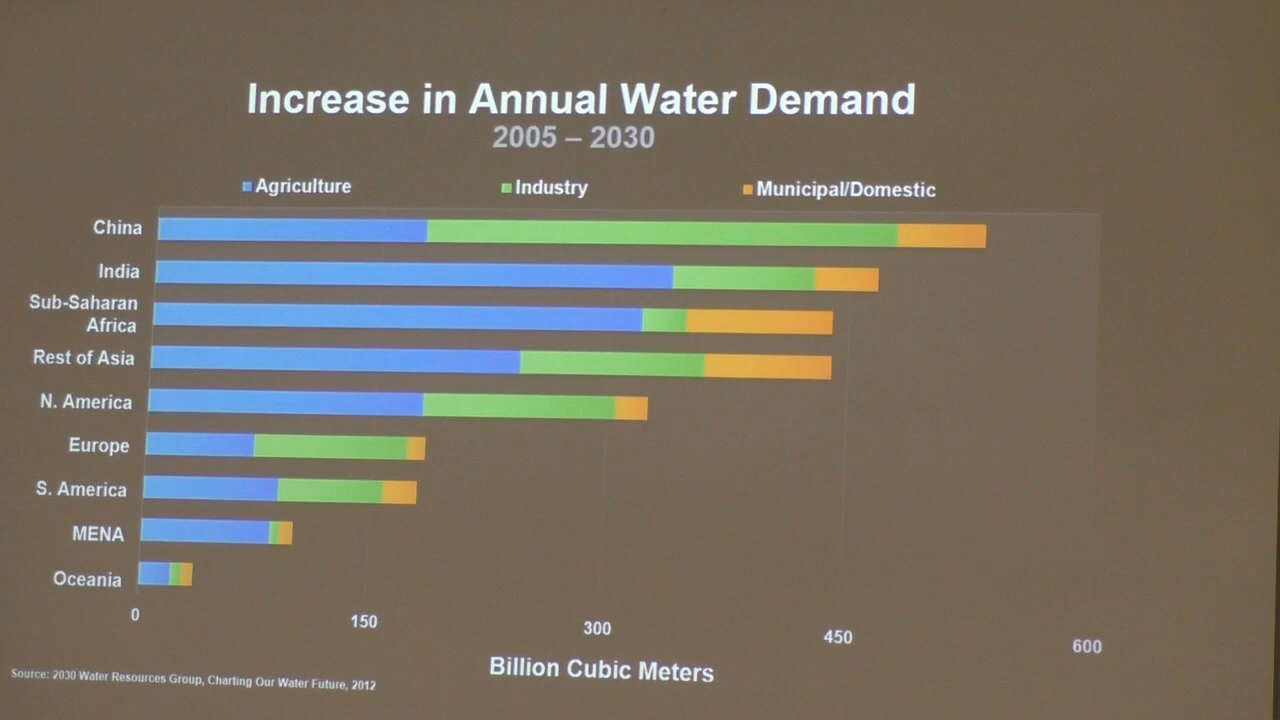 Increase in Annual Water Demand
2005 – 2030
Agriculture
Industry
Municipal/Domestic
China
India
Sub-Saharan
Africa
Rest of Asia
N. America
Europe
S. America
MENA
Oceania
0
150
300
450
600
Billion Cubic Meters
Source: 2030 Water Resources Group, Charting Our Water Future, 2012